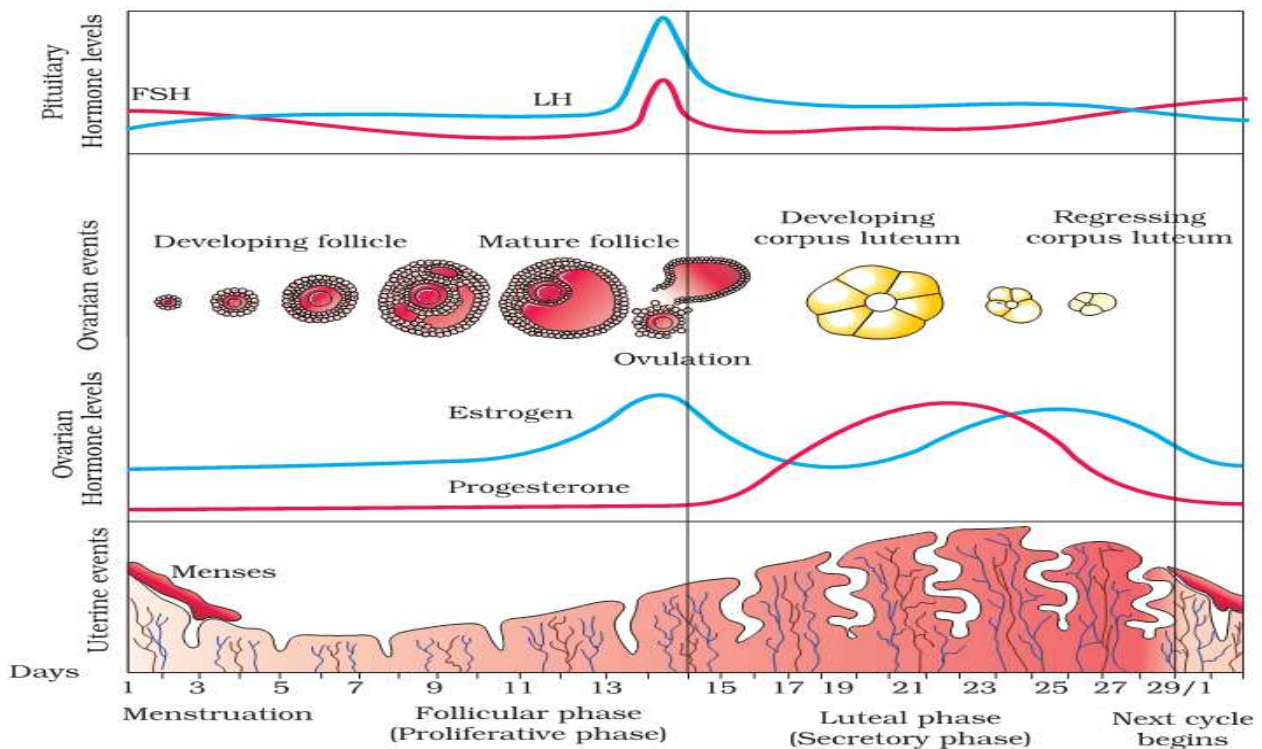 Pituitary
Hormone levels
FSH
LH
Ovarian events
Developing follicle
Mature follicle
Developing
corpus luteum
Regressing
corpus luteum
Ovulation
Ovarian
Hormone levels
Estrogen
Progesterone
Uterine events
Menses
Days
1 3 5 7 9 11 13 15 17 19 21 23 25 27 29/1
Menstruation
Follicular phase
(Proliferative phase)
Luteal phase
(Secretory phase)
Next cycle
begins